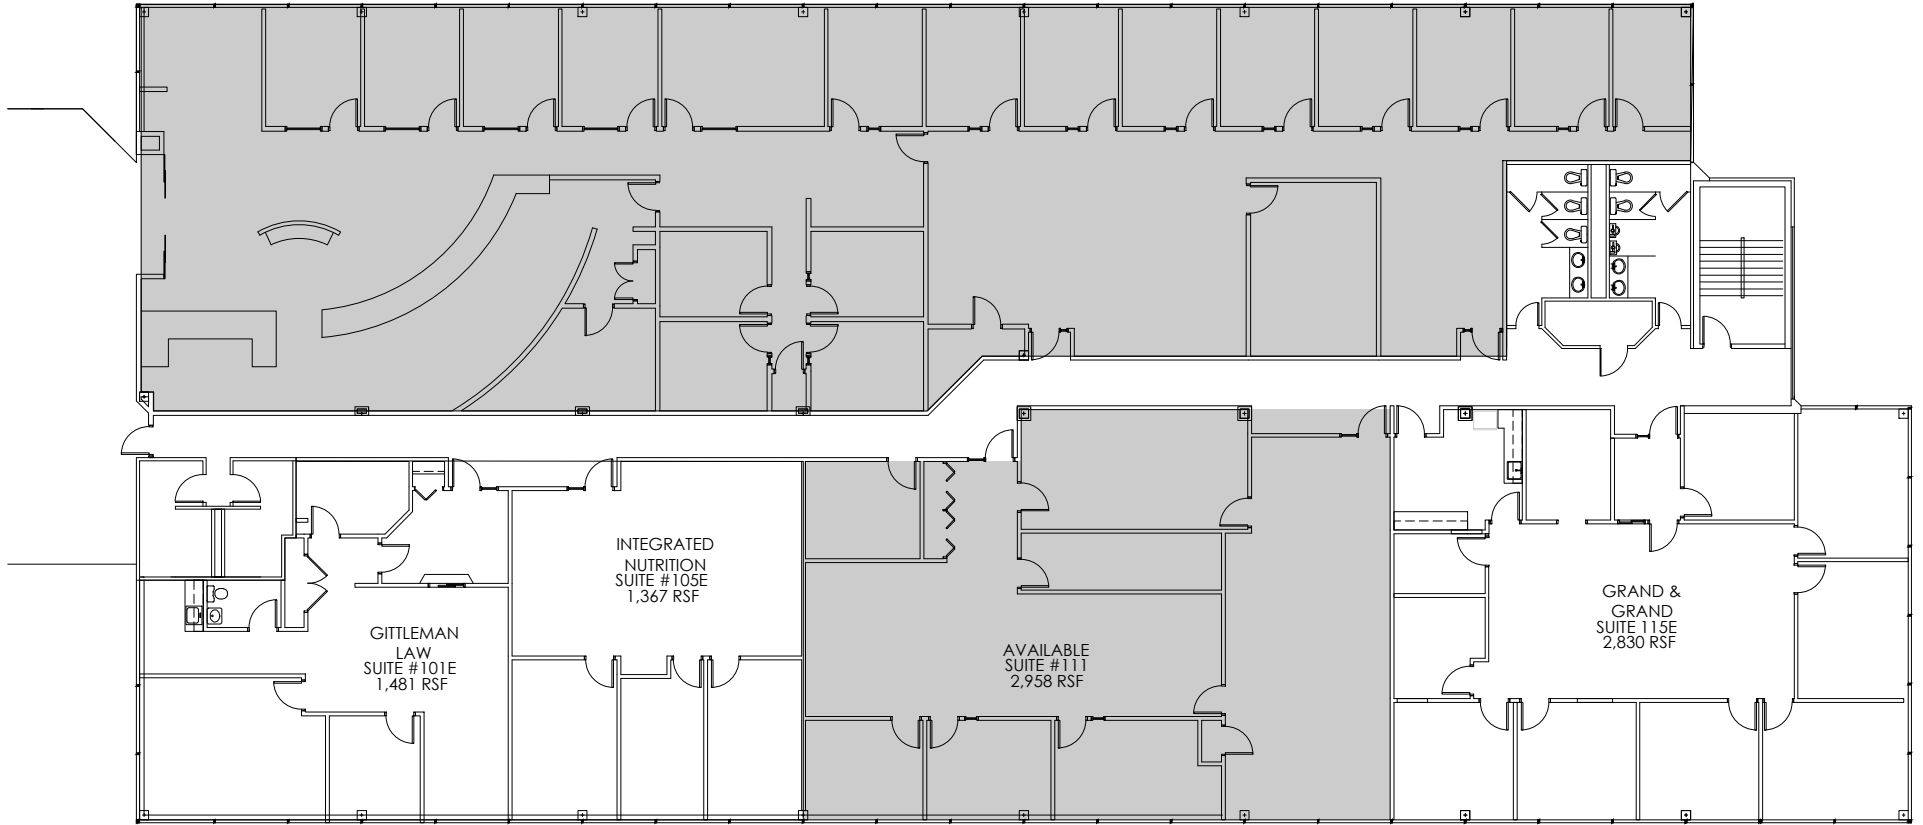 INTEGRATED
NUTRITION
SUITE #105E
1,367 RSF
GITTLEMAN
LAW
SUITE #101E
1,481 RSF
AVAILABLE
SUITE #111
2,958 RSF
GRAND &
GRAND
SUITE 115E
2,830 RSF